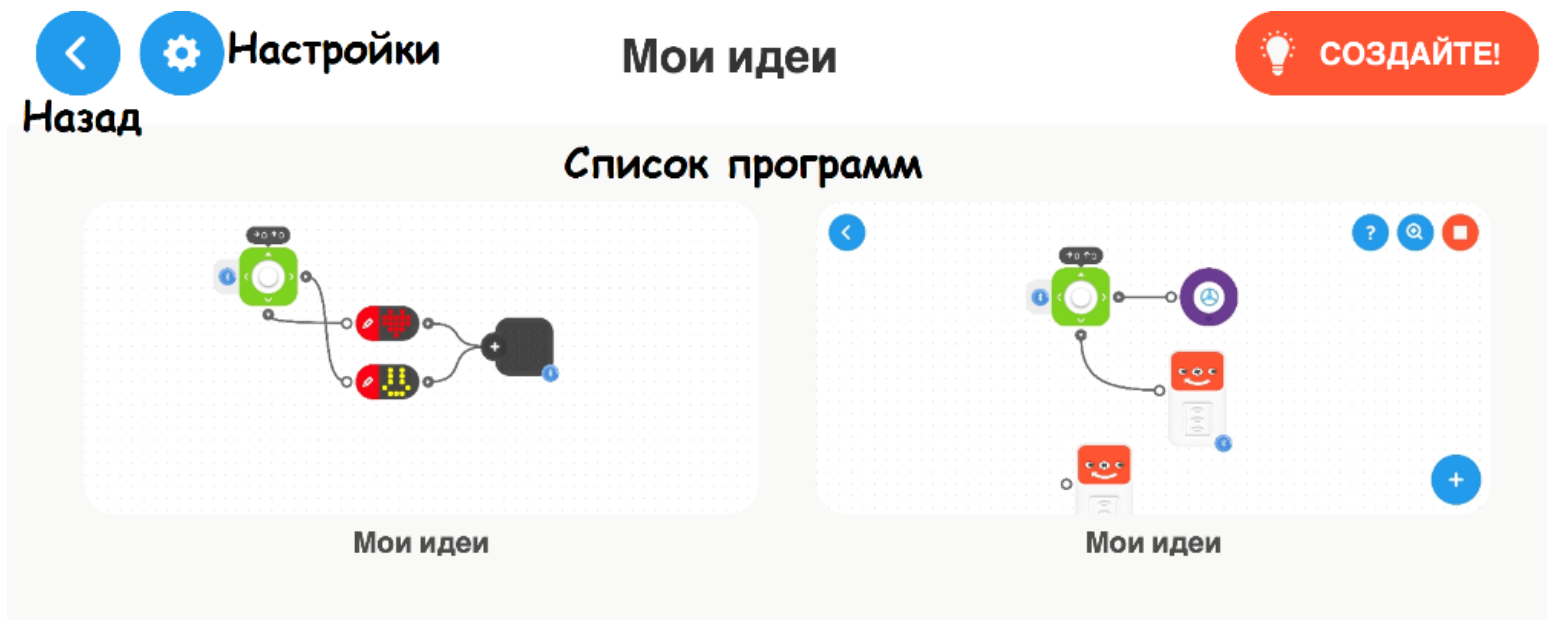 Настройки
Мои идеи
СОЗДАЙТЕ!
Назад
Список программ
Мои идеи
Мои идеи